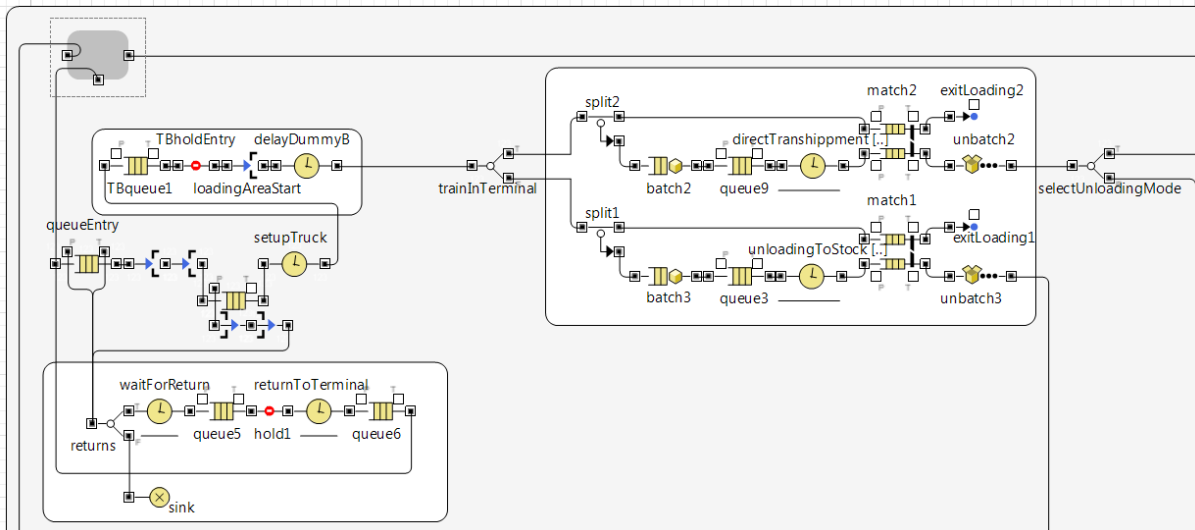 split2
match2
exitLoading2
TBholdEntry
delayDummyB
directTranshippment [..]
unbatch2
TBqueue1
loadingAreaStart
trainInTerminal
batch2
queue9
selectUnloadingMode
match1
split1
queueEntry
setupTruck
unloadingToStock [..]
exitLoading1
batch3
queue3
unbatch3
waitForReturn
returnToTerminal
returns
queue5
hold1
queue6
sink